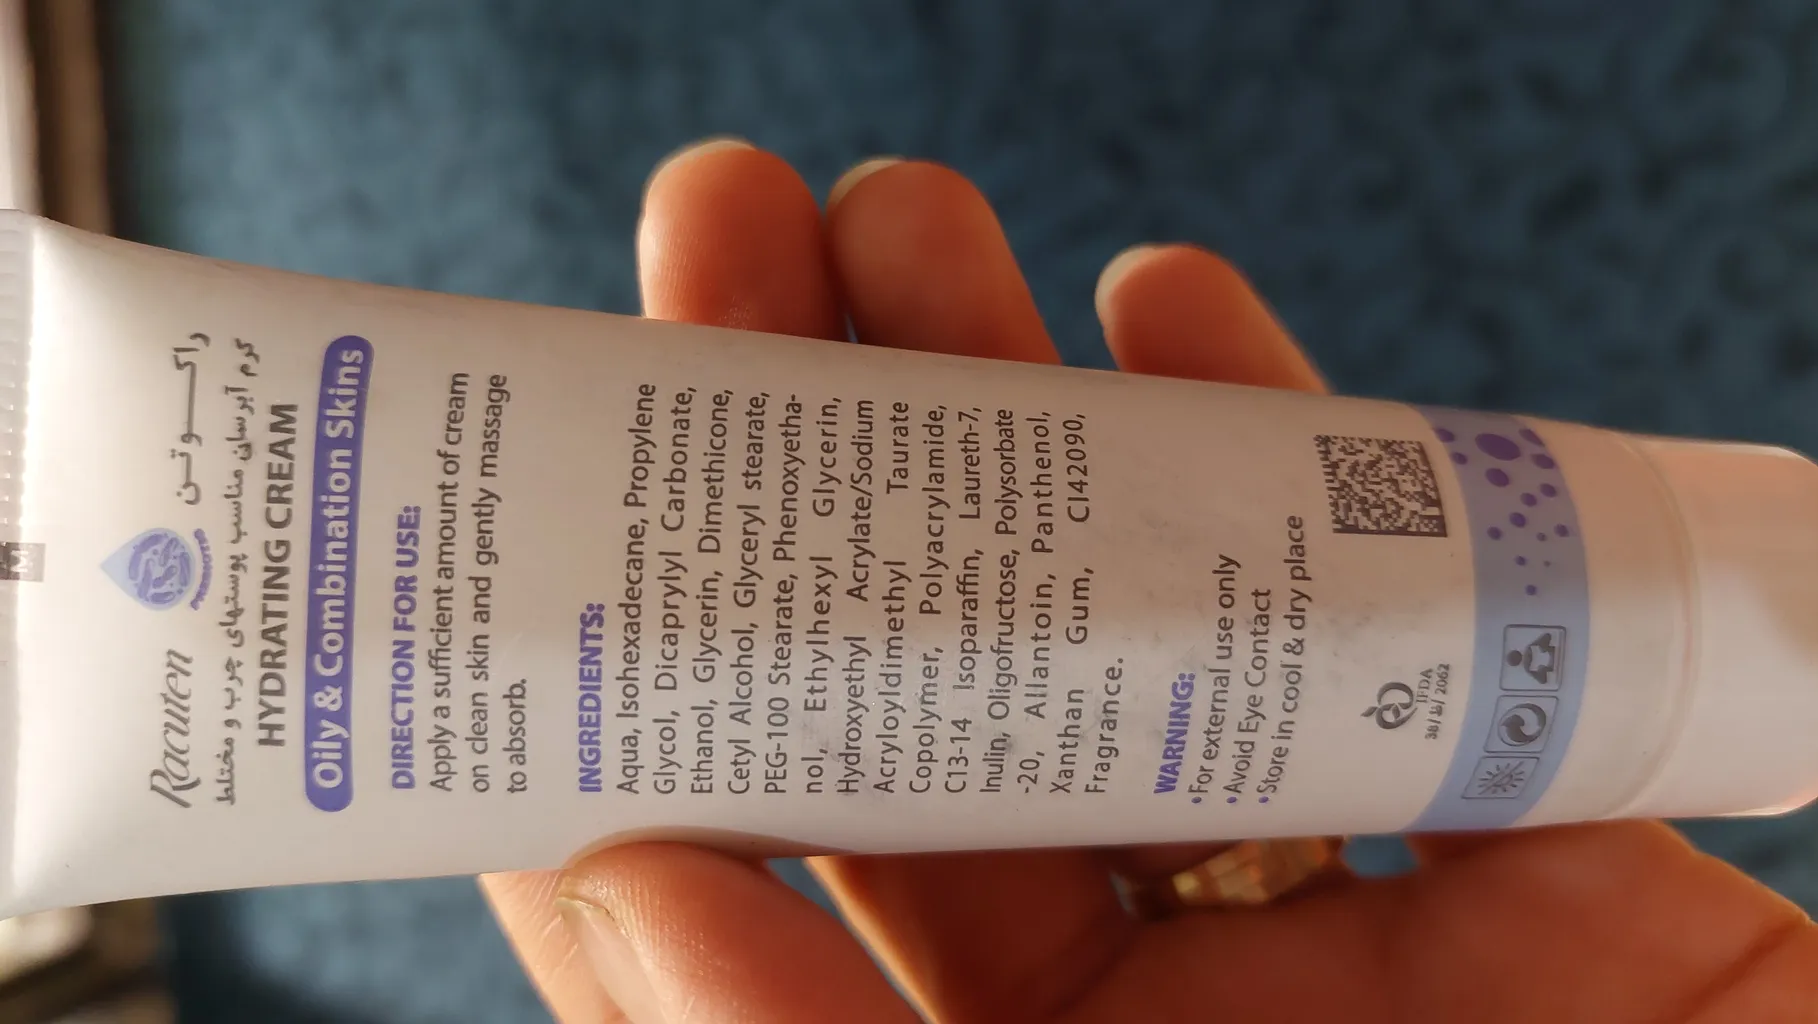 Racuten راکـــوتــن
PREBIOTIC
کرم آبرسان مناسب پوستهای چرب و مختلط
HYDRATING CREAM
Oily & Combination Skins
DIRECTION FOR USE:
Apply a sufficient amount of cream
on clean skin and gently massage
to absorb.
INGREDIENTS:
Aqua, Isohexadecane, Propylene
Glycol, Dicaprylyl Carbonate,
Ethanol, Glycerin, Dimethicone,
Cetyl Alcohol, Glyceryl stearate,
PEG-100 Stearate, Phenoxyetha-
nol, Ethylhexyl Glycerin,
Hydroxyethyl Acrylate/Sodium
Acryloyldimethyl Taurate
Copolymer, Polyacrylamide,
C13-14 Isoparaffin, Laureth-7,
Inulin, Oligofructose, Polysorbate
-20, Allantoin, Panthenol,
Xanthan Gum, CI42090,
Fragrance.
WARNING:
•For external use only
•Avoid Eye Contact
•Store in cool & dry place
IFDA